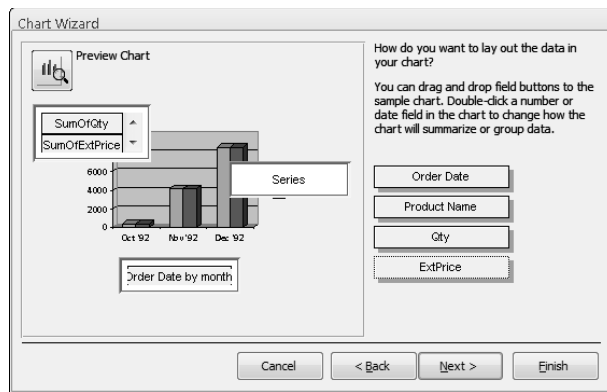 Chart Wizard
Preview Chart
SumOfQty
SumOfExtPrice
6000
4000
2000
0
Oct '92 Nov '92 Dec '92
Series
Order Date by month
How do you want to lay out the data in
your chart?
You can drag and drop field buttons to the
sample chart. Double-click a number or
date field in the chart to change how the
chart will summarize or group data.
Order Date
Product Name
Qty
ExtPrice
Cancel
< Back
Next >
Finish